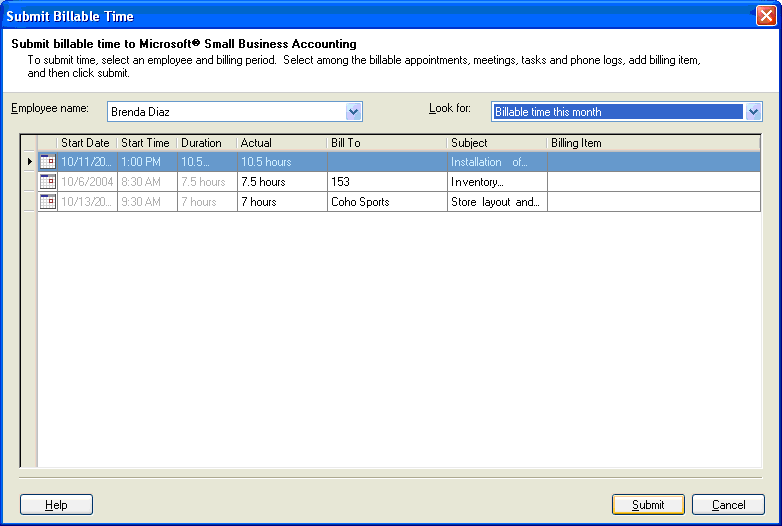 Submit Billable Time
Submit billable time to Microsoft® Small Business Accounting
To submit time, select an employee and billing period. Select among the billable appointments, meetings, tasks and phone logs, add billing item,
and then click submit.
Employee name: Brenda Diaz Look for: Billable time this month
Start Date Start Time Duration Actual Bill To Subject Billing Item
10/11/20... 1:00 PM 10.5... 10.5 hours Installation of...
10/6/2004 8:30 AM 7.5 hours 7.5 hours 153 Inventory...
10/13/20... 9:30 AM 7 hours 7 hours Coho Sports Store layout and...
Help Submit Cancel